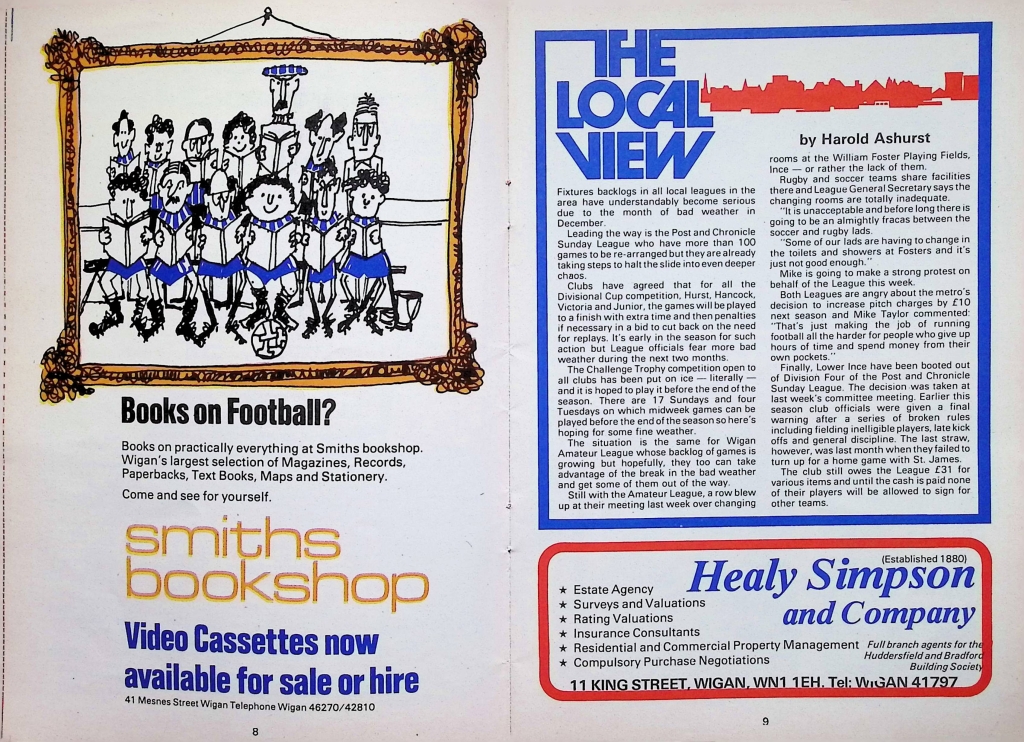 Books on Football?
Books on practically everything at Smiths bookshop.
Wigan's largest selection of Magazines, Records,
Paperbacks, Text Books, Maps and Stationery.
Come and see for yourself.
smiths
bookshop
Video Cassettes now
available for sale or hire
41 Mesnes Street Wigan Telephone Wigan 46270/42810
8
THE
LOCAL
VIEW
by Harold Ashurst
Fixtures backlogs in all local leagues in the
area have understandably become serious
due to the month of bad weather in
December.
Leading the way is the Post and Chronicle
Sunday League who have more than 100
games to be re-arranged but they are already
taking steps to halt the slide into even deeper
chaos.
Clubs have agreed that for all the
Divisional Cup competition, Hurst, Hancock,
Victoria and Junior, the games will be played
to a finish with extra time and then penalties
if necessary in a bid to cut back on the need
for replays. It's early in the season for such
action but League officials fear more bad
weather during the next two months.
The Challenge Trophy competition open to
all clubs has been put on ice — literally —
and it is hoped to play it before the end of the
season. There are 17 Sundays and four
Tuesdays on which midweek games can be
played before the end of the season so here's
hoping for some fine weather.
The situation is the same for Wigan
Amateur League whose backlog of games is
growing but hopefully, they too can take
advantage of the break in the bad weather
and get some of them out of the way.
Still with the Amateur League, a row blew
up at their meeting last week over changing
rooms at the William Foster Playing Fields,
Ince — or rather the lack of them.
Rugby and soccer teams share facilities
there and League General Secretary says the
changing rooms are totally inadequate.
"It is unacceptable and before long there is
going to be an almightly fracas between the
soccer and rugby lads.
"Some of our lads are having to change in
the toilets and showers at Fosters and it's
just not good enough."
Mike is going to make a strong protest on
behalf of the League this week.
Both Leagues are angry about the metro's
decision to increase pitch charges by £10
next season and Mike Taylor commented:
"That's just making the job of running
football all the harder for people who give up
hours of time and spend money from their
own pockets."
Finally, Lower Ince have been booted out
of Division Four of the Post and Chronicle
Sunday League. The decision was taken at
last week's committee meeting. Earlier this
season club officials were given a final
warning after a series of broken rules
including fielding inelligible players, late kick
offs and general discipline. The last straw,
however, was last month when they failed to
turn up for a home game with St. James.
The club still owes the League £31 for
various items and until the cash is paid none
of their players will be allowed to sign for
other teams.
(Established 1880)
Healy Simpson
and Company
★ Estate Agency
★ Surveys and Valuations
★ Rating Valuations
★ Insurance Consultants
★ Residential and Commercial Property Management
★ Compulsory Purchase Negotiations
Full branch agents for the
Huddersfield and Bradford
Building Society
11 KING STREET, WIGAN, WN1 1EH. Tel: WIGAN 41797
9